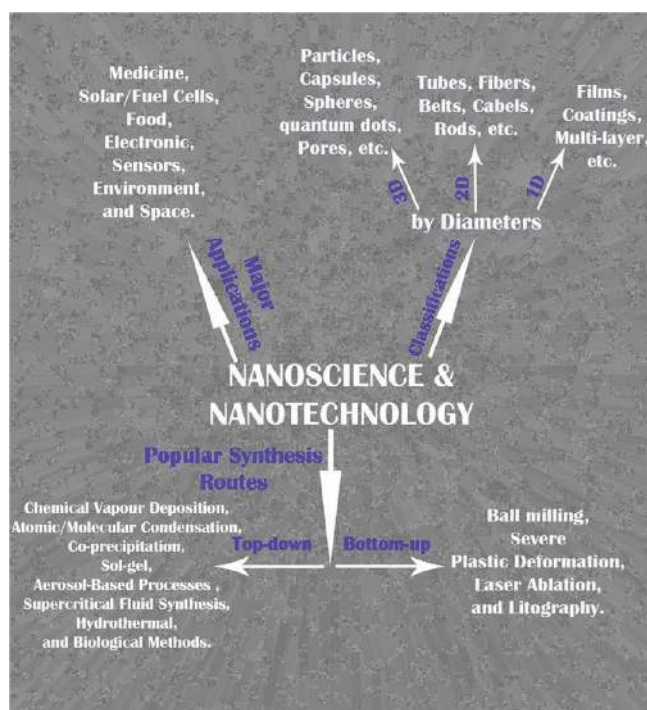 Medicine,
Solar/Fuel Cells,
Food,
Electronic,
Sensors,
Environment,
and Space.
Particles,
Capsules,
Spheres,
quantum dots,
Pores, etc.
Tubes, Fibers,
Belts, Cabels,
Rods, etc.
Films,
Coatings,
Multi-layer,
etc.
3D
2D
1D
by Diameters
Major
Applications
Classifications
NANOSCIENCE &
NANOTECHNOLOGY
Popular Synthesis
Routes
Chemical Vapour Deposition,
Atomic/Molecular Condensation,
Co-precipitation,
Sol-gel,
Aerosol-Based Processes ,
Supercritical Fluid Synthesis,
Hydrothermal,
and Biological Methods.
Top-down
Bottom-up
Ball milling,
Severe
Plastic Deformation,
Laser Ablation,
and Litography.